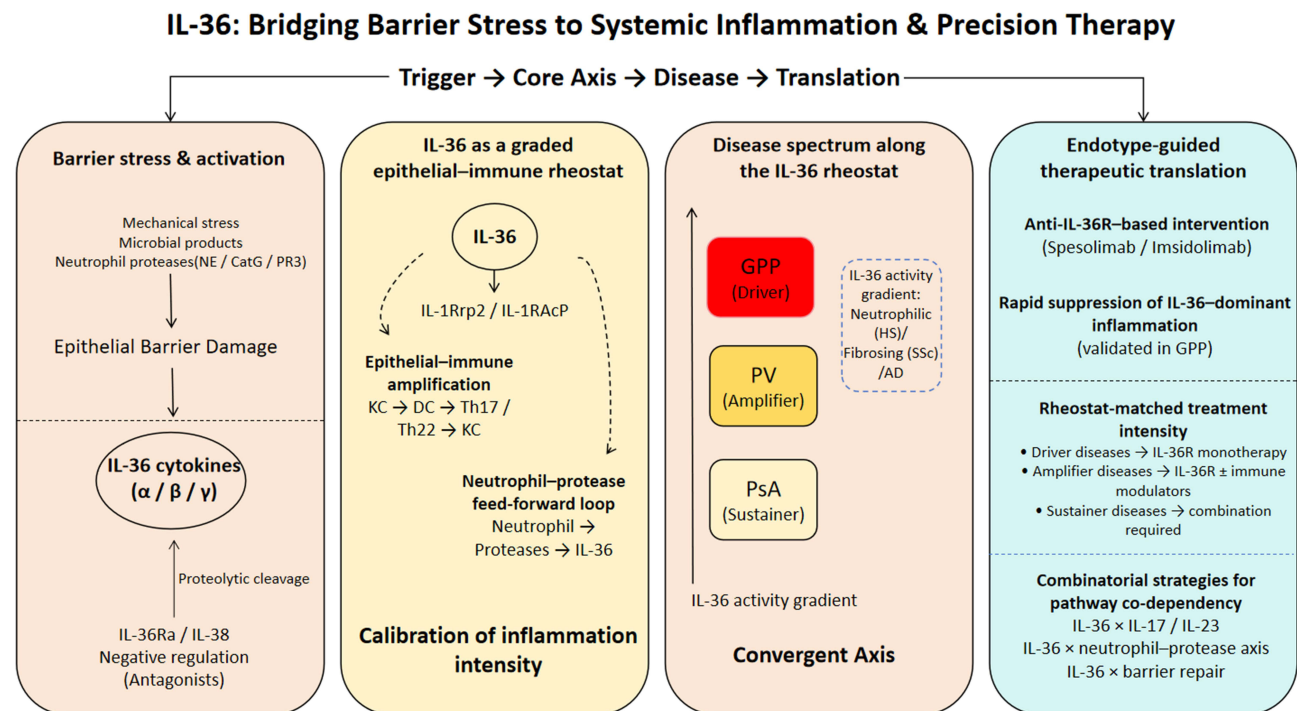 IL-36: Bridging Barrier Stress to Systemic Inflammation & Precision Therapy
Trigger → Core Axis → Disease → Translation
Barrier stress & activation
Mechanical stress
Microbial products
Neutrophil proteases(NE / CatG / PR3)
Epithelial Barrier Damage
IL-36 cytokines
(α / β / γ)
Proteolytic cleavage
IL-36Ra / IL-38
Negative regulation
(Antagonists)
IL-36 as a graded
epithelial–immune rheostat
IL-36
IL-1Rrp2 / IL-1RAcP
Epithelial–immune
amplification
KC → DC → Th17 /
Th22 → KC
Neutrophil–protease
feed-forward loop
Neutrophil →
Proteases → IL-36
Calibration of inflammation
intensity
Disease spectrum along
the IL-36 rheostat
GPP
(Driver)
PV
(Amplifier)
PsA
(Sustainer)
IL-36 activity
gradient:
Neutrophilic
(HS)/
Fibrosing (SSc)
/AD
IL-36 activity gradient
Convergent Axis
Endotype-guided
therapeutic translation
Anti-IL-36R–based intervention
(Spesolimab / Imsidolimab)
Rapid suppression of IL-36–dominant
inflammation
(validated in GPP)
Rheostat-matched treatment
intensity
• Driver diseases → IL-36R monotherapy
• Amplifier diseases → IL-36R ± immune
modulators
• Sustainer diseases → combination
required
Combinatorial strategies for
pathway co-dependency
IL-36 × IL-17 / IL-23
IL-36 × neutrophil–protease axis
IL-36 × barrier repair